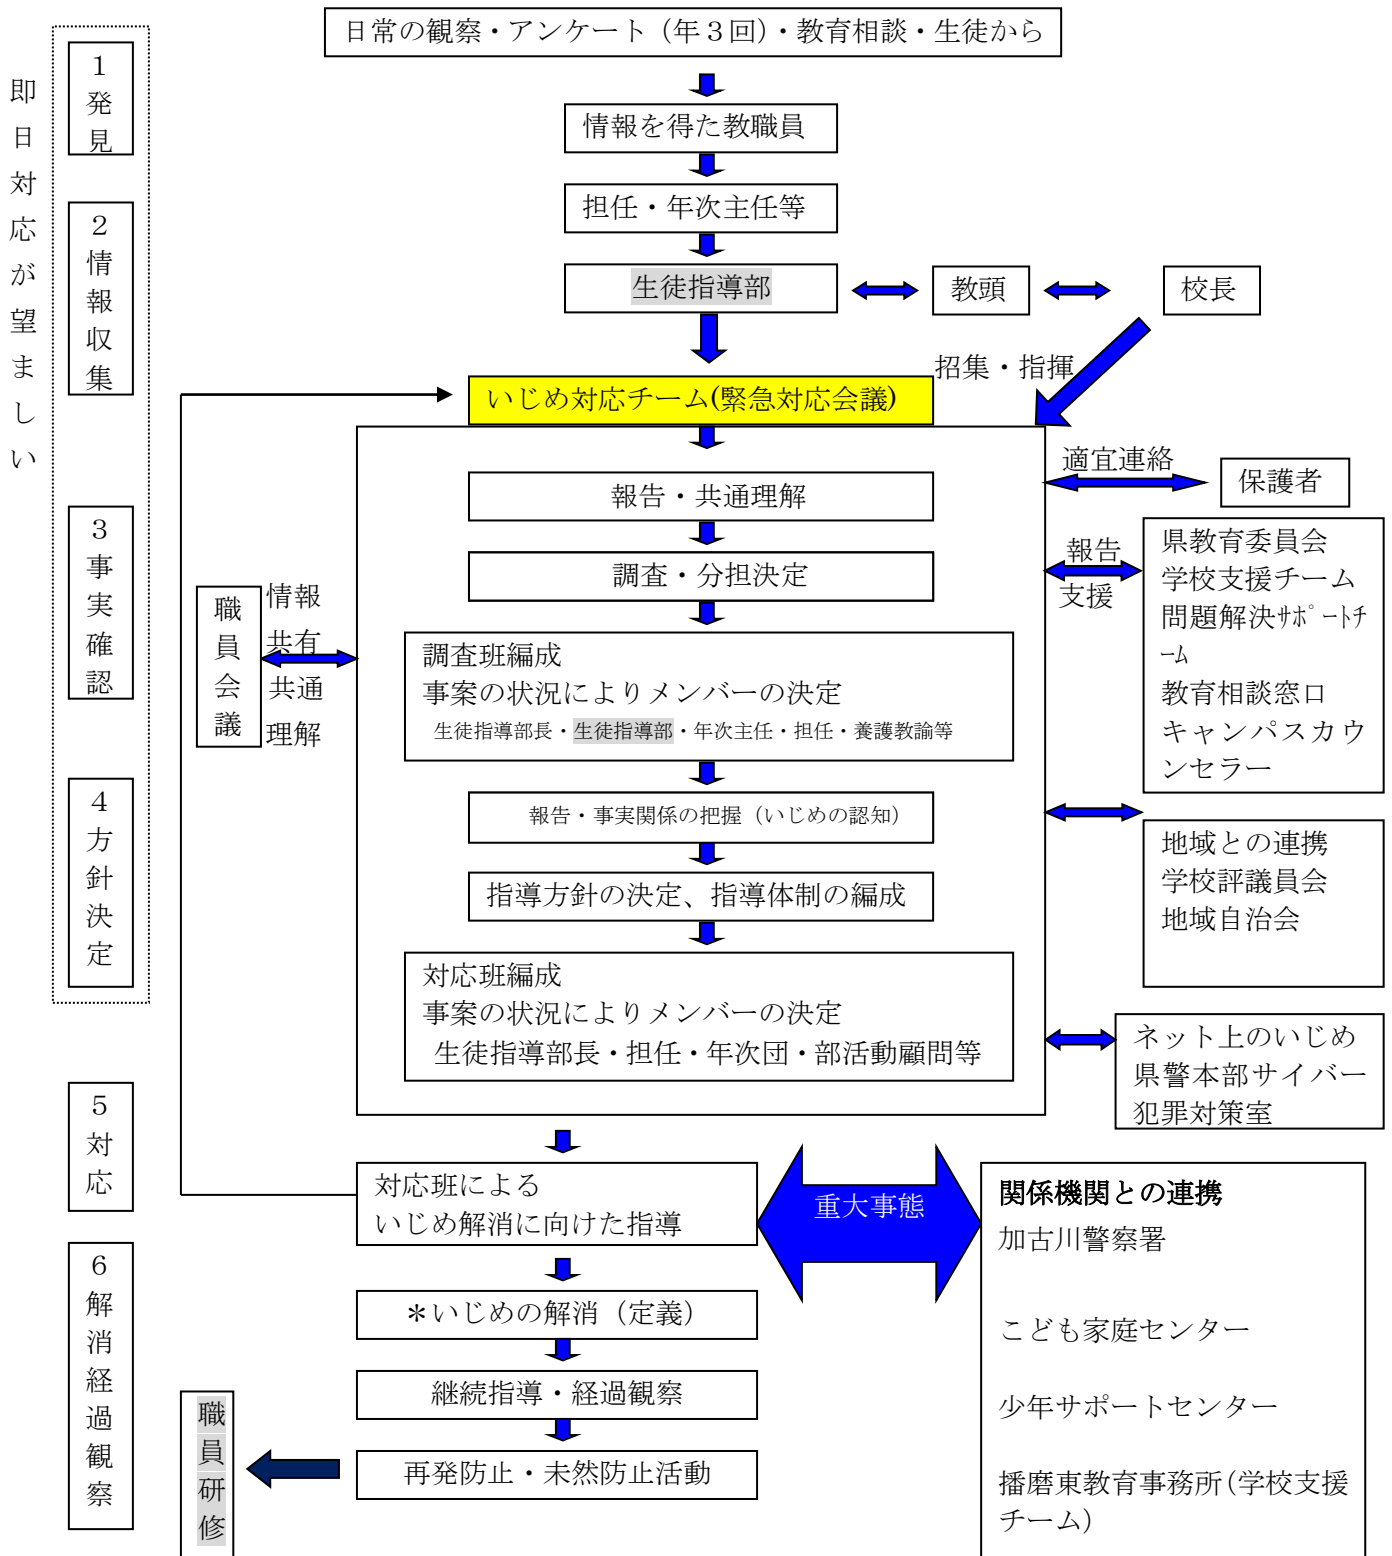 日常の観察・アンケート（年３回）・教育相談・生徒から
即日対応が望ましい
１発見
情報を得た教職員
担任・年次主任等
２情報収集
生徒指導部
教頭
校長
招集・指揮
いじめ対応チーム(緊急対応会議)
適宜連絡
保護者
報告・共通理解
３事実確認
報告
支援
県教育委員会
学校支援チーム
問題解決ｻﾎﾟｰﾄﾁ
ｰﾑ
教育相談窓口
キャンパスカウ
ンセラー
調査・分担決定
職員会議
情報
共有
共通
理解
調査班編成
事案の状況によりメンバーの決定
生徒指導部長・生徒指導部・年次主任・担任・養護教諭等
４方針決定
報告・事実関係の把握（いじめの認知）
地域との連携
学校評議員会
地域自治会
指導方針の決定、指導体制の編成
対応班編成
事案の状況によりメンバーの決定
生徒指導部長・担任・年次団・部活動顧問等
ネット上のいじめ
県警本部サイバー
犯罪対策室
５対応
対応班による
いじめ解消に向けた指導
重大事態
関係機関との連携
加古川警察署
こども家庭センター
少年サポートセンター
播磨東教育事務所(学校支援
チーム)
６解消経過観察
＊いじめの解消（定義）
継続指導・経過観察
再発防止・未然防止活動
職員研修